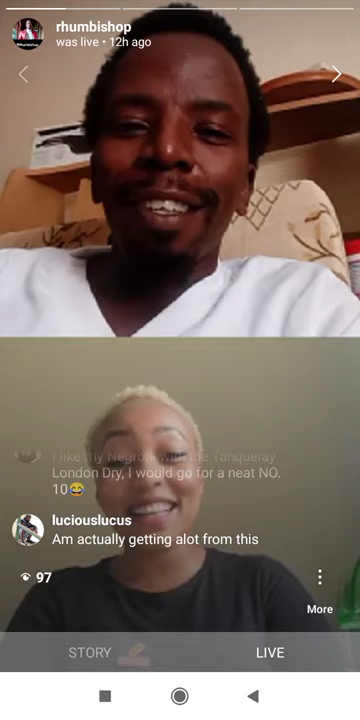 rhumbishop
was live • 12h ago
I like my Negroni with the Tanqueray
London Dry, I would go for a neat NO.
10😂
luciouslucus
Am actually getting alot from this
97
More
STORY
LIVE